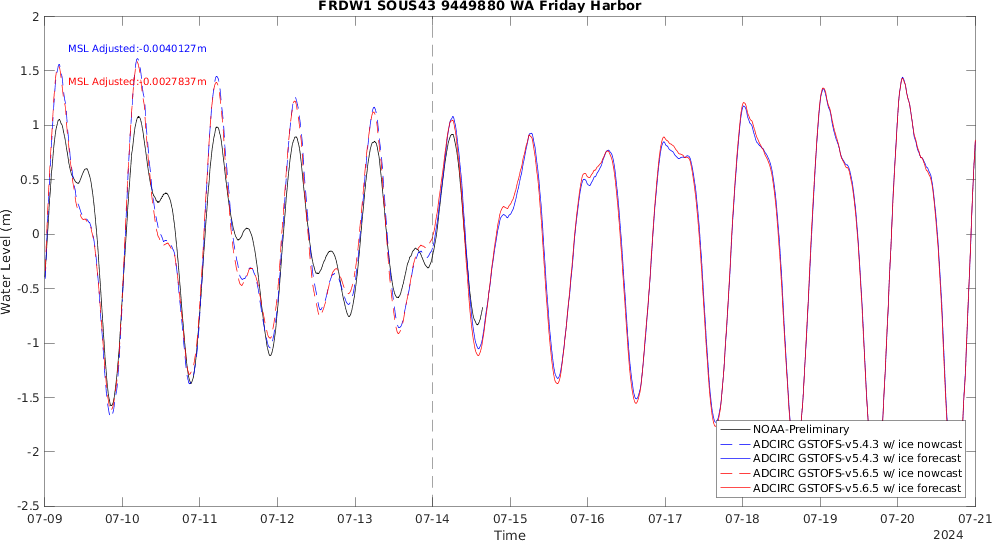 FRDW1 SOUS43 9449880 WA Friday Harbor
MSL Adjusted:-0.0040127m
MSL Adjusted:-0.0027837m
Water Level (m)
2
1.5
1
0.5
0
-0.5
-1
-1.5
-2
-2.5
NOAA-Preliminary
ADCIRC GSTOFS-v5.4.3 w/ ice nowcast
ADCIRC GSTOFS-v5.4.3 w/ ice forecast
ADCIRC GSTOFS-v5.6.5 w/ ice nowcast
ADCIRC GSTOFS-v5.6.5 w/ ice forecast
07-09 07-10 07-11 07-12 07-13 07-14 07-15 07-16 07-17 07-18 07-19 07-20 07-21
Time
2024